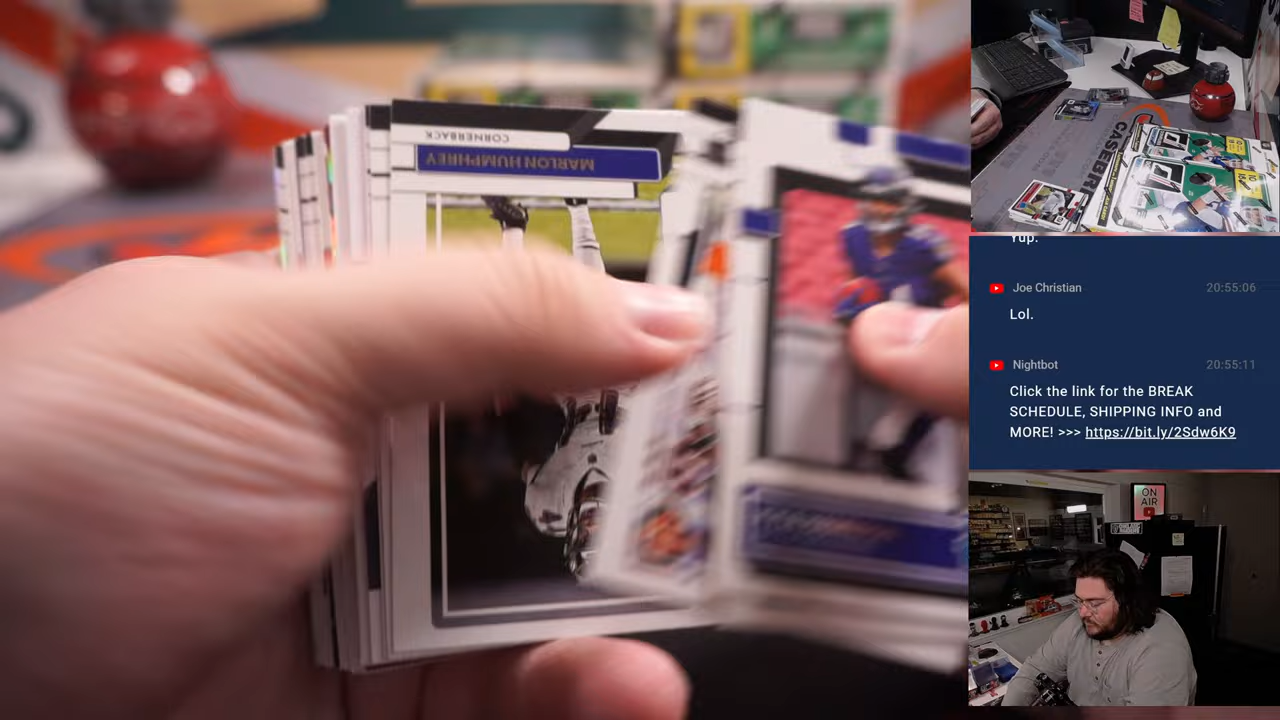 CORNERBACK
MARLON HUMPHREY
Yup.
Joe Christian 20:55:06
Lol.
Nightbot 20:55:11
Click the link for the BREAK
SCHEDULE, SHIPPING INFO and
MORE! >>> https://bit.ly/2Sdw6K9
ON
AIR